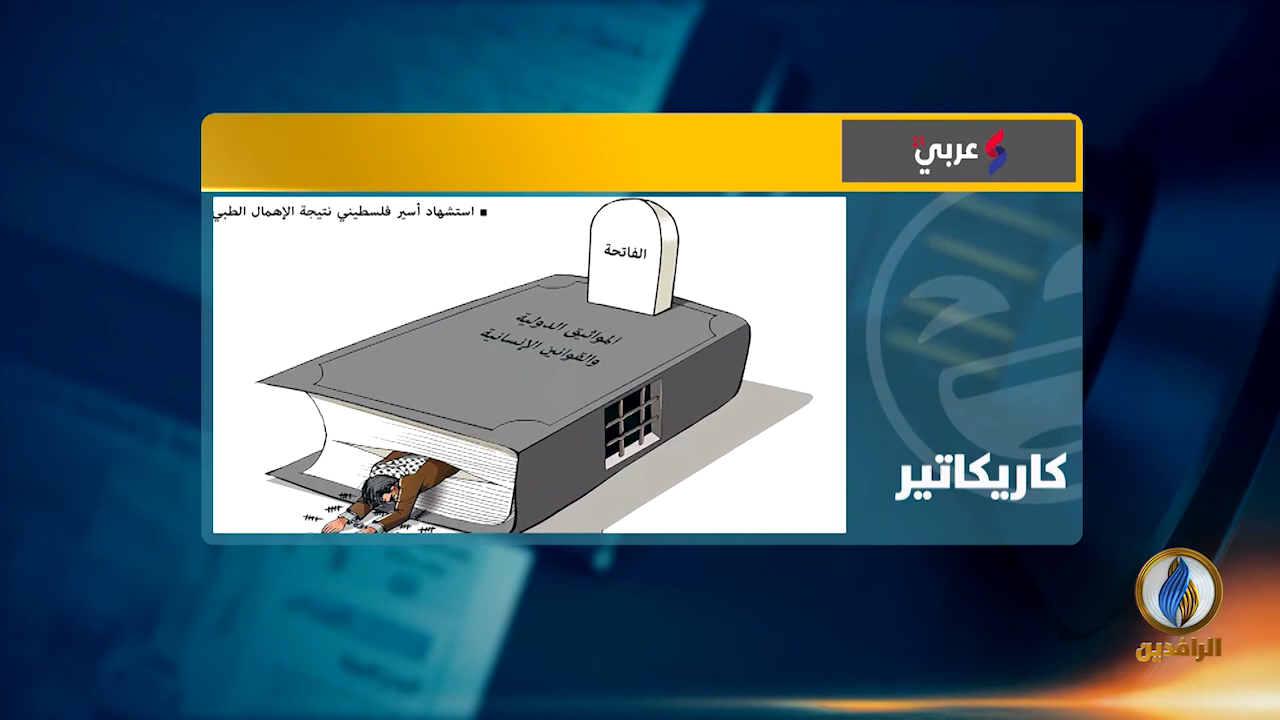 عربي 21
■ استشهاد أسير فلسطيني نتيجة الإهمال الطبي
الفاتحة
المواثيق الدولية
والقوانين الإنسانية
كاريكاتير
الرافدين